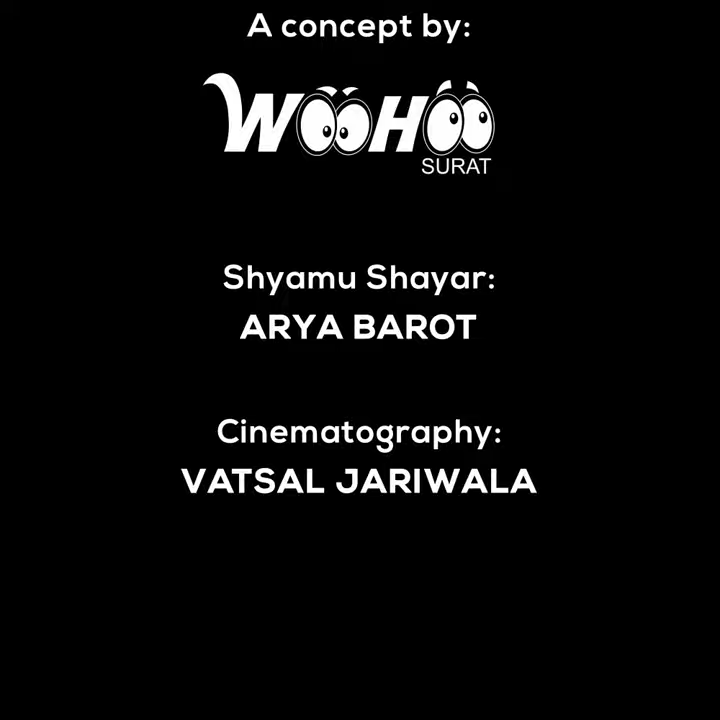 A concept by:
WOOHOO
SURAT
Shyamu Shayar:
ARYA BAROT
Cinematography:
VATSAL JARIWALA